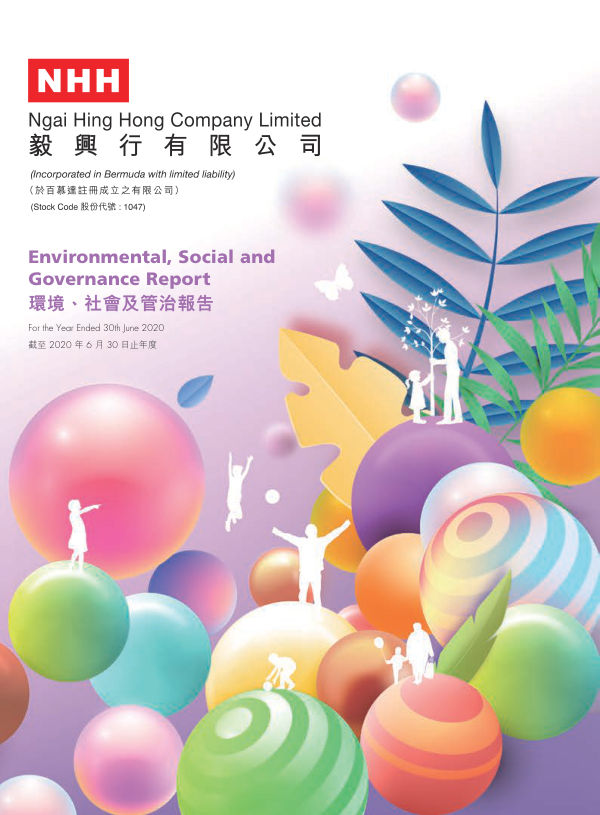 NHH
Ngai Hing Hong Company Limited
毅興行有限公司
(Incorporated in Bermuda with limited liability)
（於百慕達註冊成立之有限公司）
(Stock Code 股份代號 : 1047)
Environmental, Social and
Governance Report
環境、社會及管治報告
For the Year Ended 30th June 2020
截至 2020 年 6 月 30 日止年度